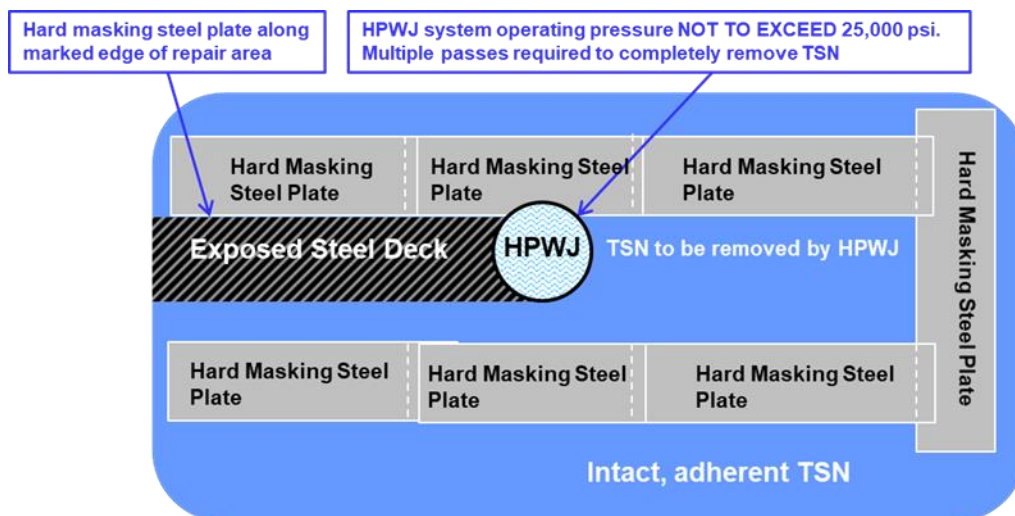 Hard masking steel plate along
marked edge of repair area
HPWJ system operating pressure NOT TO EXCEED 25,000 psi.
Multiple passes required to completely remove TSN
Hard Masking
Steel Plate
Hard Masking Steel
Plate
Hard Masking Steel
Plate
Hard Masking Steel Plate
Exposed Steel Deck
HPWJ
TSN to be removed by HPWJ
Hard Masking Steel
Plate
Hard Masking Steel
Plate
Hard Masking Steel
Plate
Intact, adherent TSN